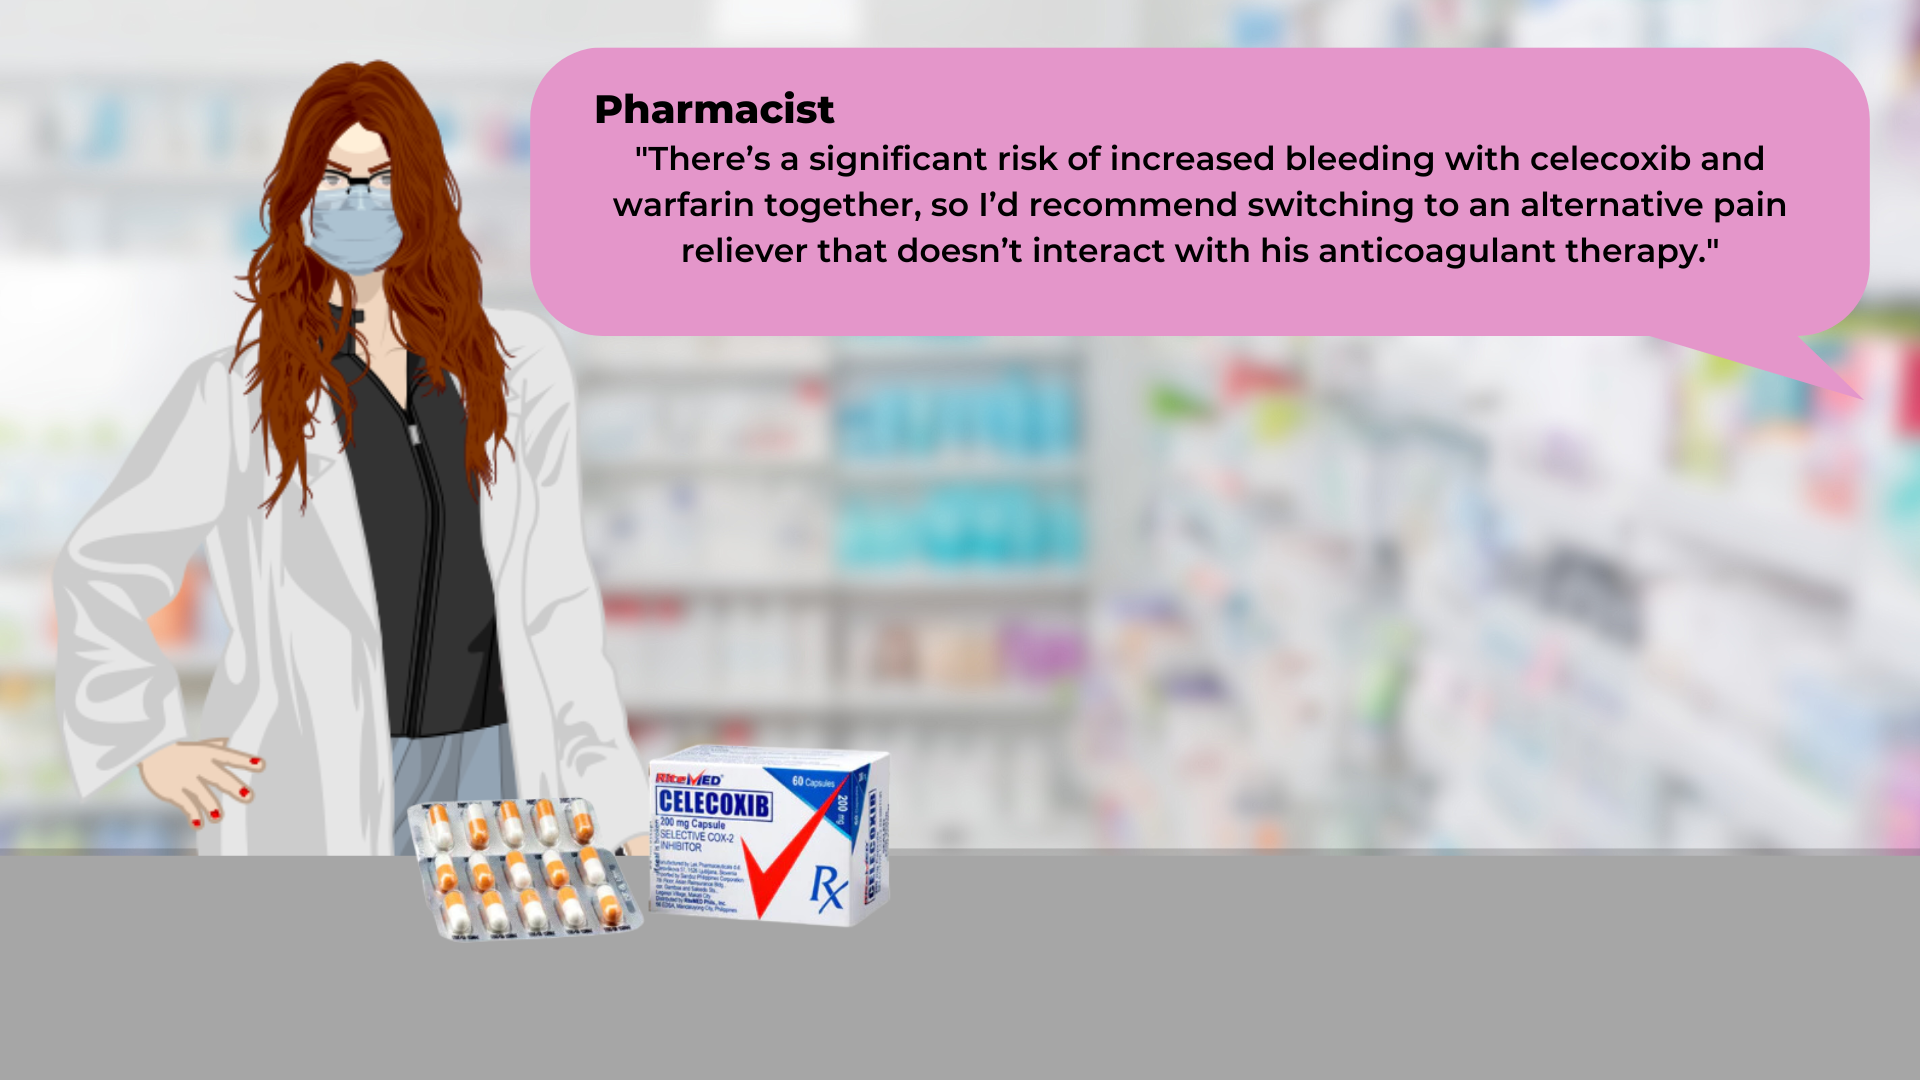 Pharmacist
"There’s a significant risk of increased bleeding with celecoxib and
warfarin together, so I’d recommend switching to an alternative pain
reliever that doesn’t interact with his anticoagulant therapy."
RiteMED
60 Capsules
CELECOXIB
200 mg
200 mg Capsule
SELECTIVE COX-2
INHIBITOR
Rx
CELECOXIB